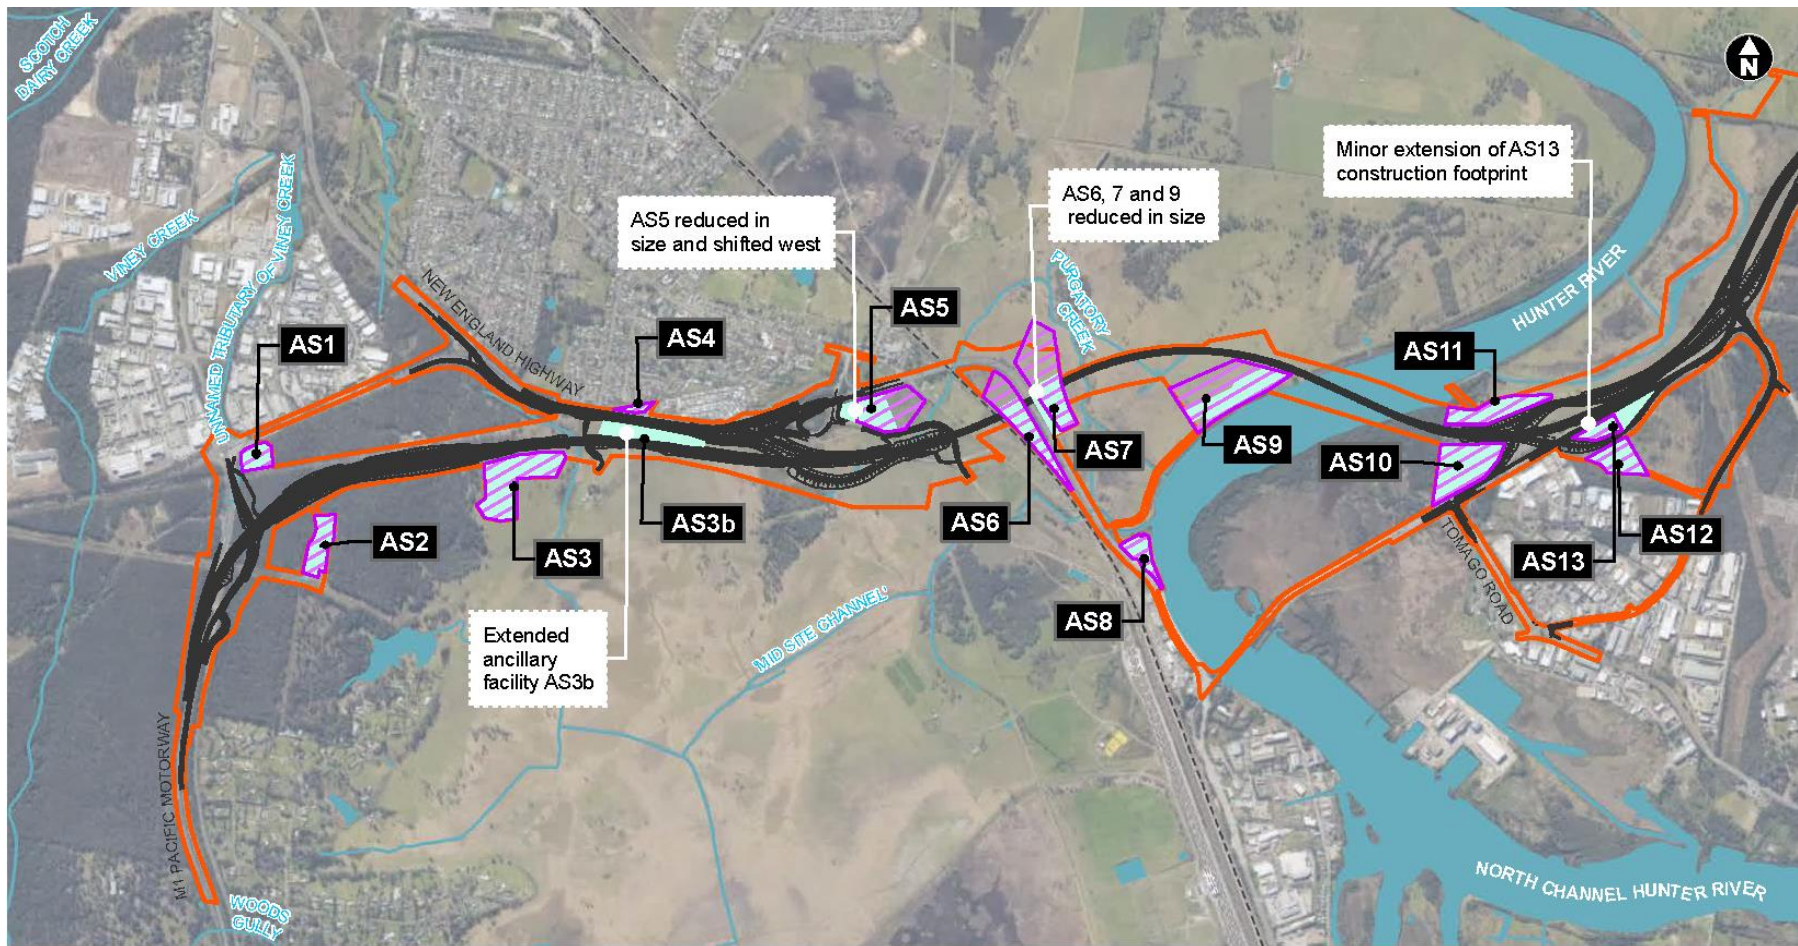 SCOTCH
DAIRY CREEK
N
Minor extension of AS13
construction footprint
AS6, 7 and 9
reduced in size
AS5 reduced in
size and shifted west
VINEY CREEK
UNNAMED TRIBUTARY OF VINEY CREEK
NEW ENGLAND HIGHWAY
PURGATORY
CREEK
HUNTER RIVER
AS1
AS4
AS5
AS11
AS7
AS9
AS10
AS6
AS3b
AS2
AS3
AS12
AS13
TOMAGO ROAD
AS8
Extended
ancillary
facility AS3b
MID SITE CHANNEL'
M1 PACIFIC MOTORWAY
WOODS
GULLY
NORTH CHANNEL HUNTER RIVER